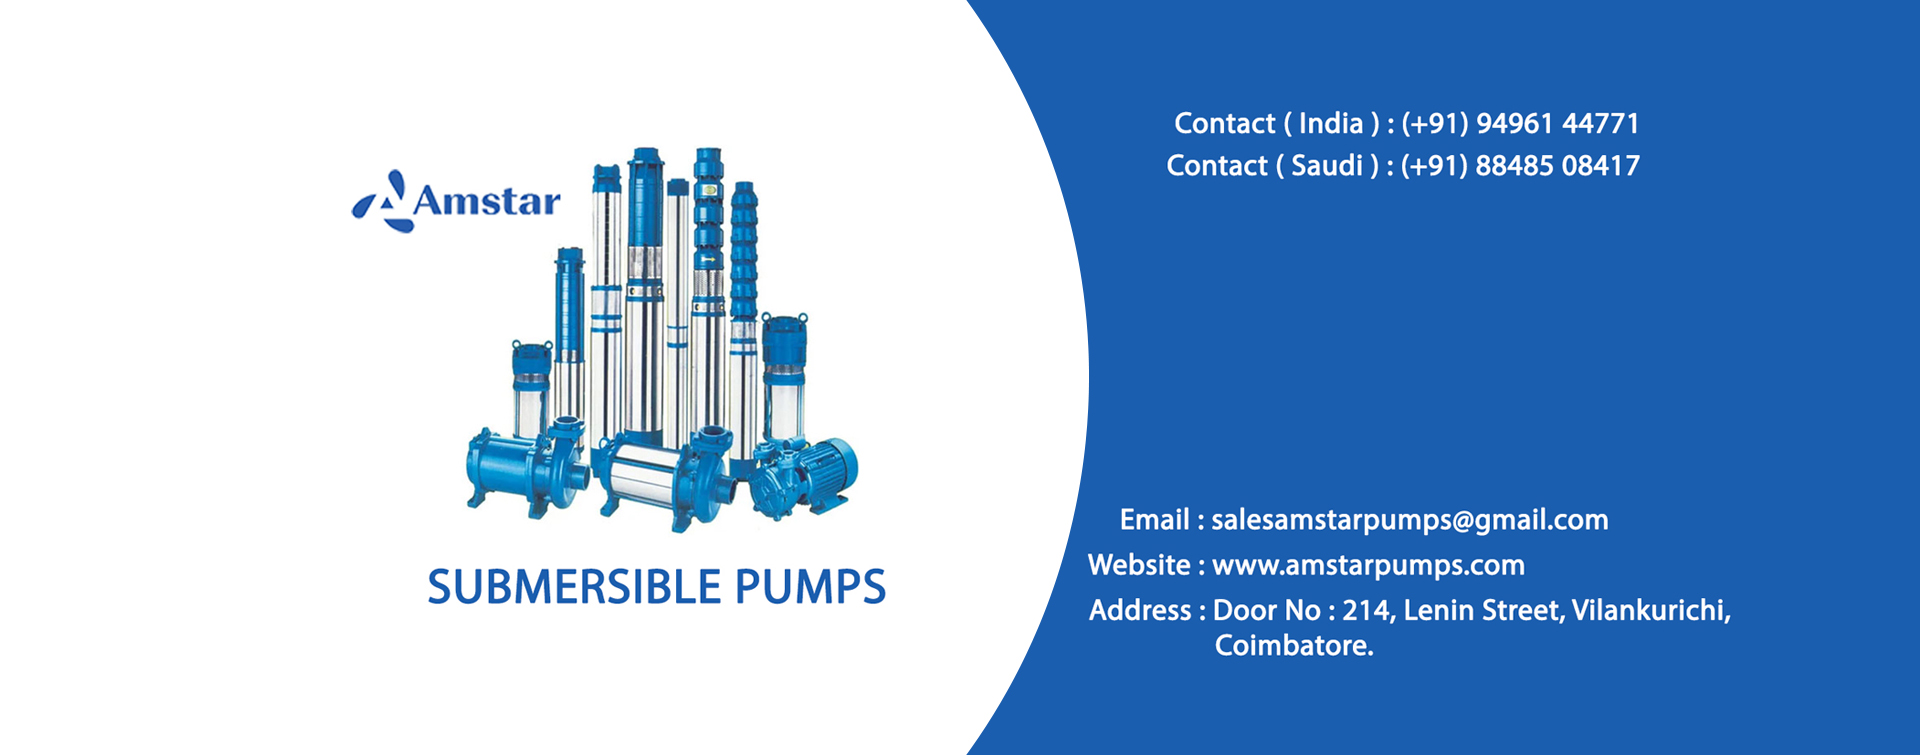 Amstar
SUBMERSIBLE PUMPS
Contact ( India ) : (+91) 94961 44771
Contact ( Saudi ) : (+91) 88485 08417
Email : salesamstarpumps@gmail.com
Website : www.amstarpumps.com
Address : Door No : 214, Lenin Street, Vilankurichi,
Coimbatore.